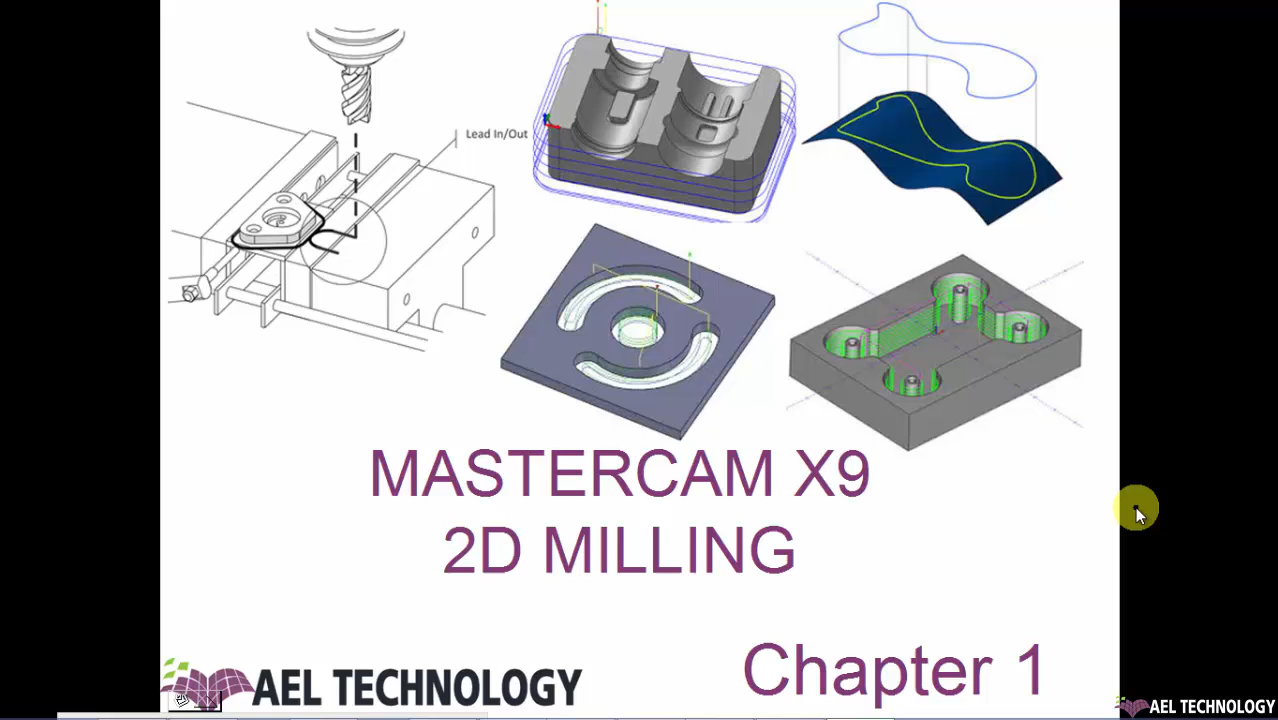 Lead In/Out
MASTERCAM X9
2D MILLING
Chapter 1
AEL TECHNOLOGY
AEL TECHNOLOGY